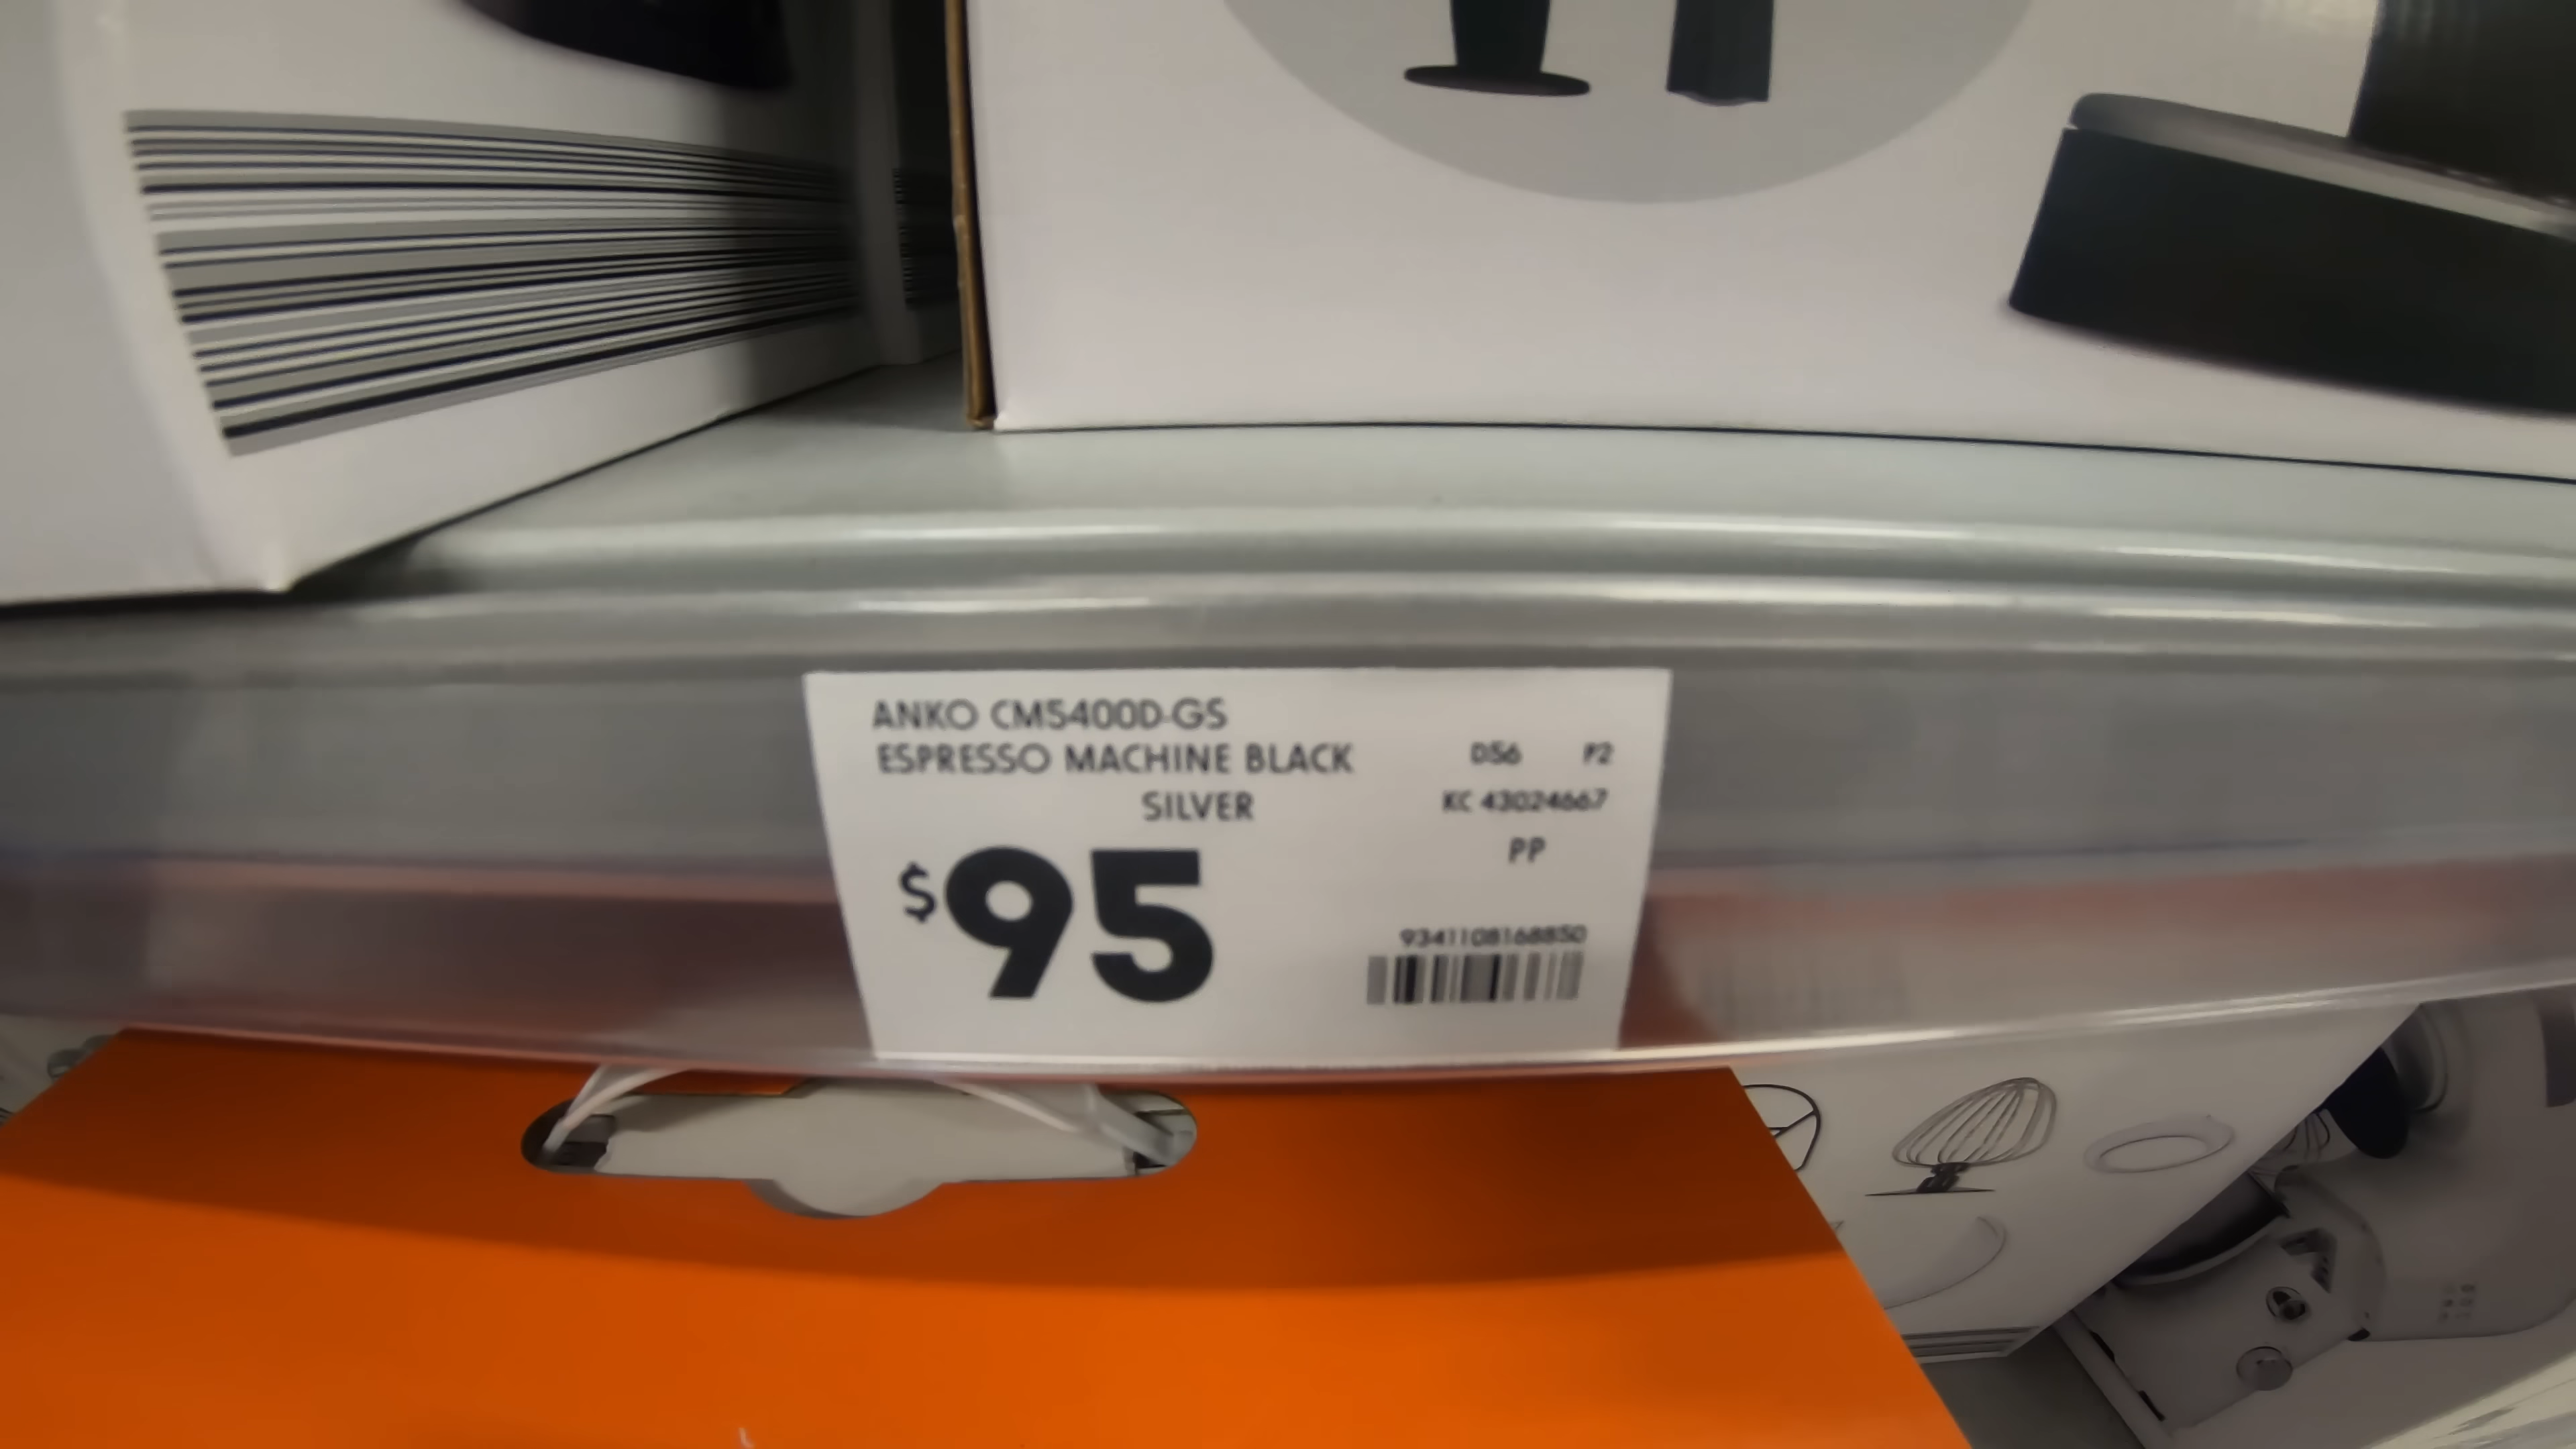 ANKO CM5400D-GS
ESPRESSO MACHINE BLACK
SILVER
$95
D56 P2
KC 43024667
PP
9341108168850